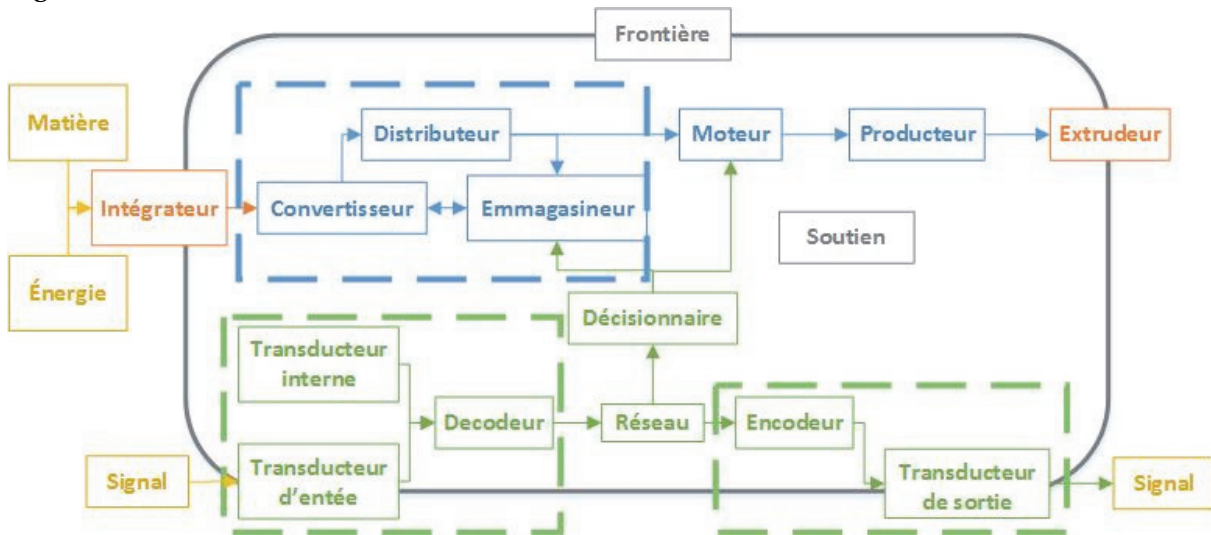 Frontière
Matière
Distributeur
Moteur
Producteur
Extrudeur
Intégrateur
Convertisseur
Emmagasineur
Soutien
Énergie
Décisionnaire
Transducteur
interne
Decodeur
Réseau
Encodeur
Signal
Transducteur
d'entée
Transducteur
de sortie
Signal